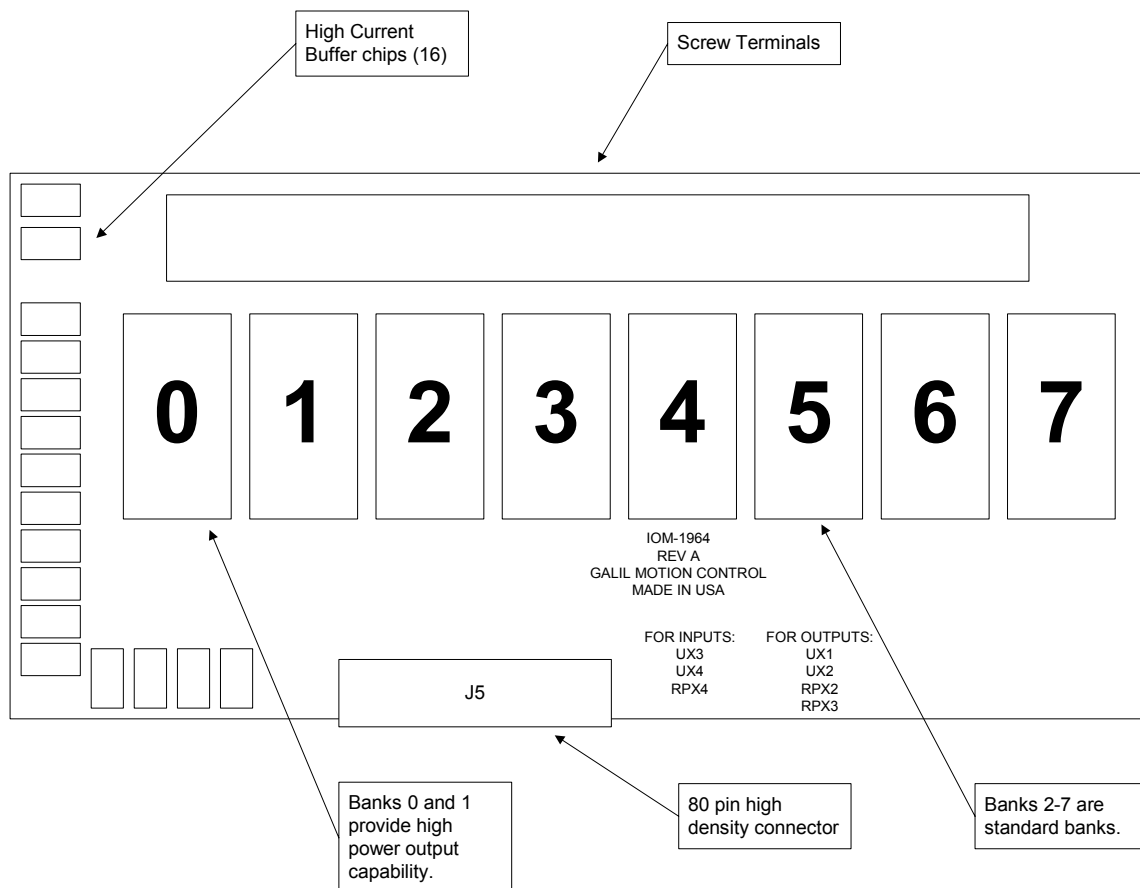 High Current
Buffer chips (16)
Screw Terminals
0 1 2 3 4 5 6 7
IOM-1964
REV A
GALIL MOTION CONTROL
MADE IN USA
FOR INPUTS:
UX3
UX4
RPX4
FOR OUTPUTS:
UX1
UX2
RPX2
RPX3
J5
Banks 0 and 1
provide high
power output
capability.
80 pin high
density connector
Banks 2-7 are
standard banks.